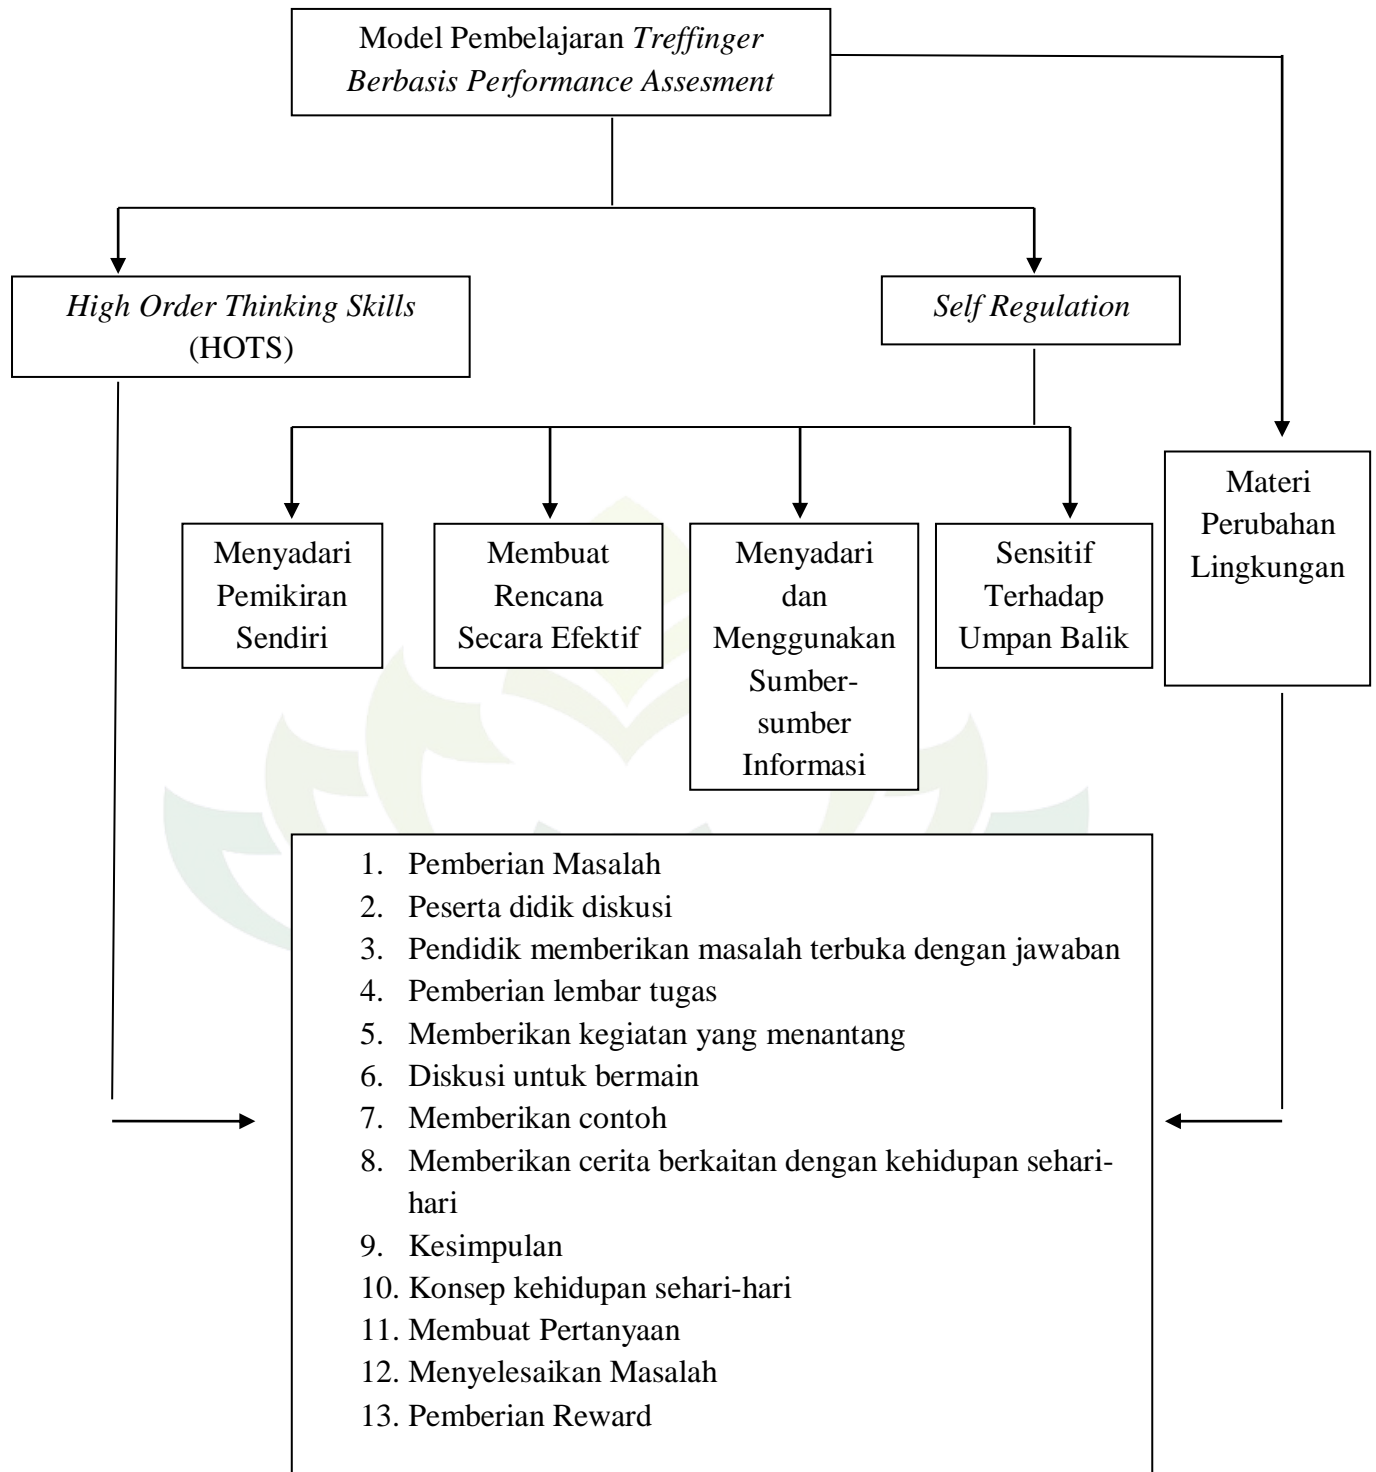 Model Pembelajaran Treffinger
Berbasis Performance Assesment
High Order Thinking Skills
(HOTS)
Self Regulation
Menyadari
Pemikiran
Sendiri
Membuat
Rencana
Secara Efektif
Menyadari
dan
Menggunakan
Sumber-
sumber
Informasi
Sensitif
Terhadap
Umpan Balik
Materi
Perubahan
Lingkungan
1. Pemberian Masalah
2. Peserta didik diskusi
3. Pendidik memberikan masalah terbuka dengan jawaban
4. Pemberian lembar tugas
5. Memberikan kegiatan yang menantang
6. Diskusi untuk bermain
7. Memberikan contoh
8. Memberikan cerita berkaitan dengan kehidupan sehari-
hari
9. Kesimpulan
10. Konsep kehidupan sehari-hari
11. Membuat Pertanyaan
12. Menyelesaikan Masalah
13. Pemberian Reward